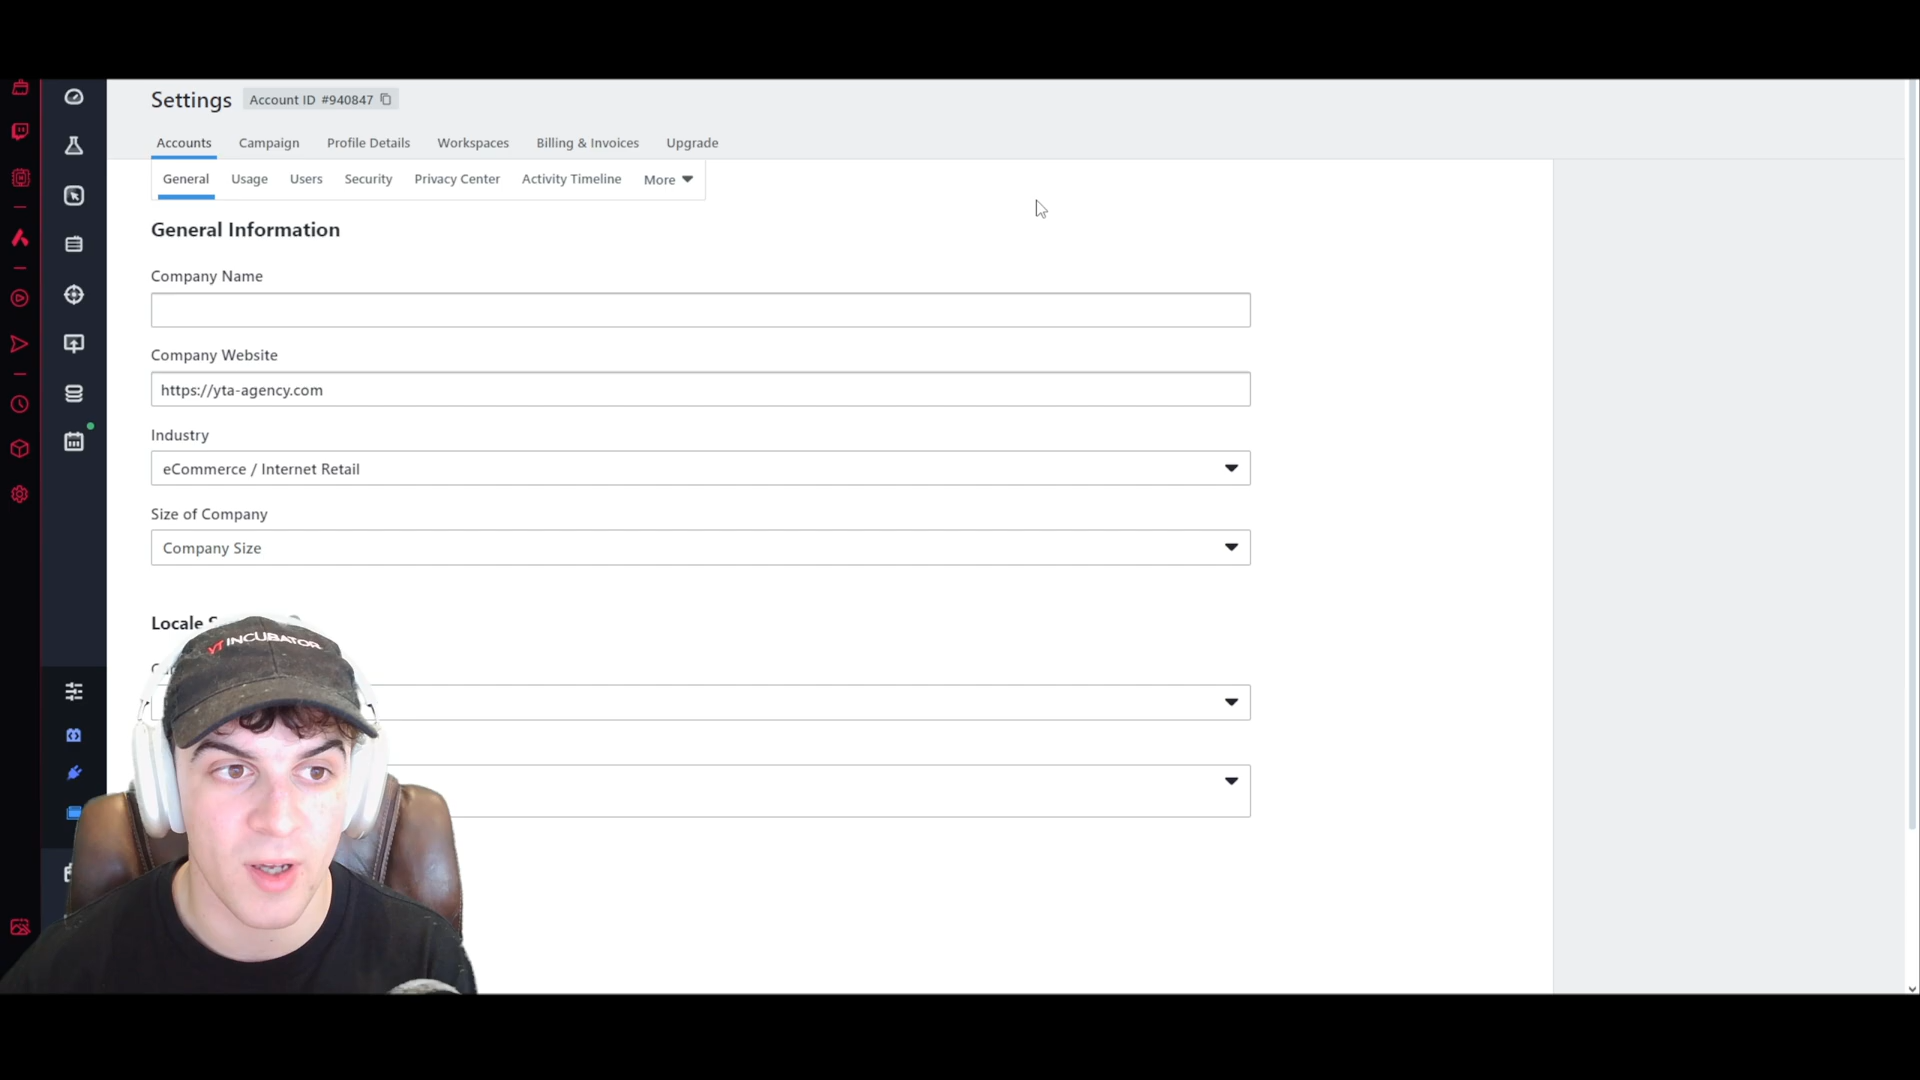 Settings
Account ID #940847
Accounts
Campaign
Profile Details
Workspaces
Billing & Invoices
Upgrade
General
Usage
Users
Security
Privacy Center
Activity Timeline
More
General Information
Company Name
Company Website
https://yta-agency.com
Industry
eCommerce / Internet Retail
Size of Company
Company Size
Locale
YT INCUBATOR